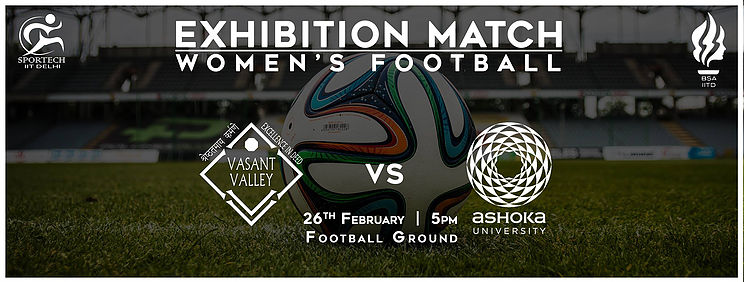 EXHIBITION MATCH
WOMEN'S FOOTBALL
SPORTECH
IIT DELHI
BSA
IITD
EXCELLENCE IN DEED
VASANT
VALLEY
VS
ASHOKA
UNIVERSITY
26TH FEBRUARY | 5PM
FOOTBALL GROUND